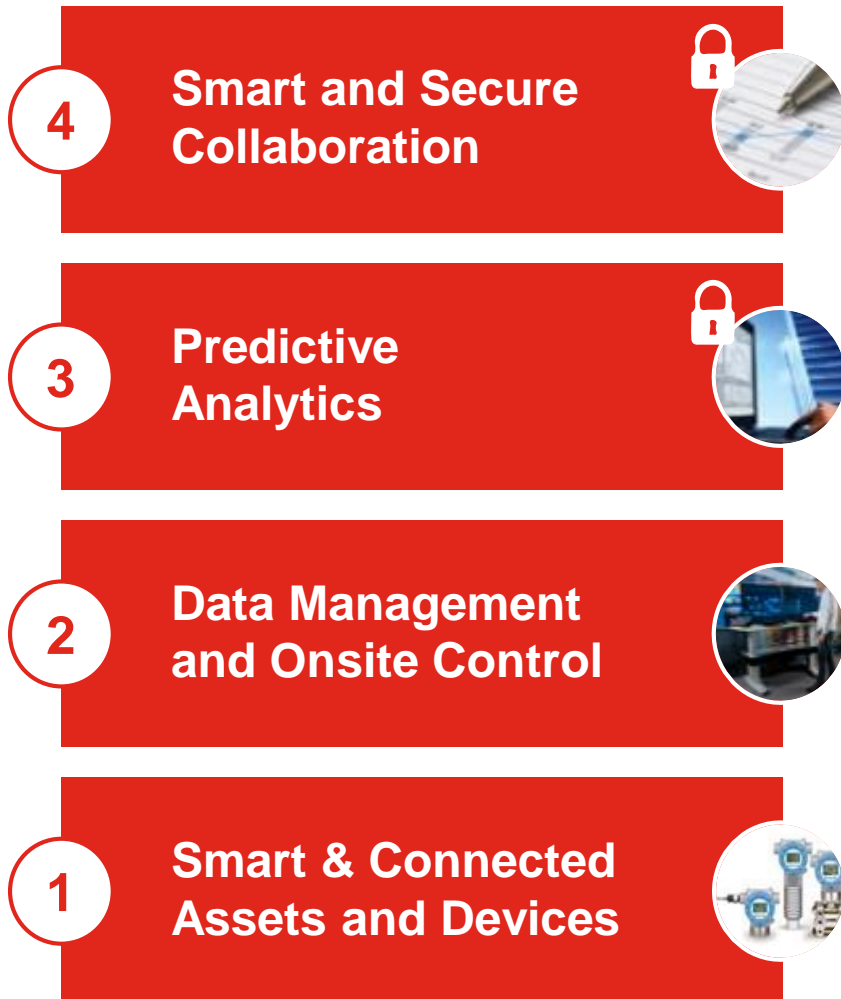 4
Smart and Secure
Collaboration
3
Predictive
Analytics
2
Data Management
and Onsite Control
1
Smart & Connected
Assets and Devices